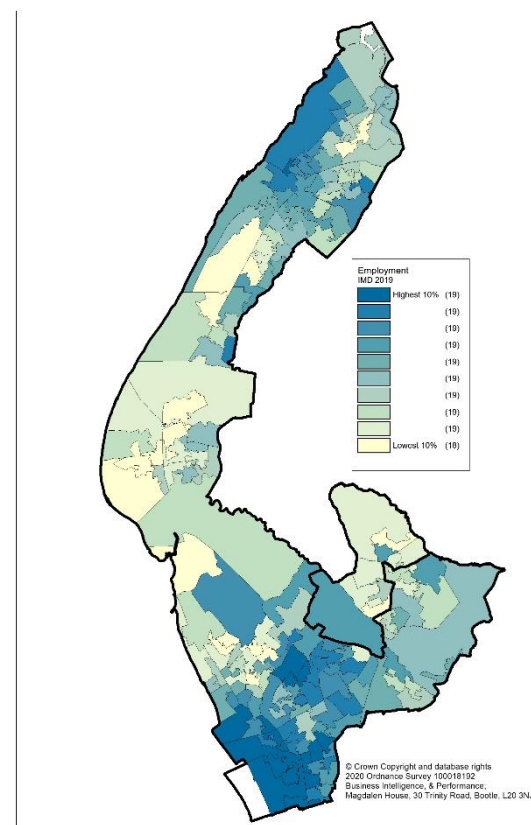 Employment
IMD 2019
Highest 10% (19)
(19)
(19)
(19)
(19)
(19)
(19)
(19)
(19)
Lowest 10% (18)
© Crown Copyright and database rights
2020 Ordnance Survey 100018192
Business Intelligence, & Performance;
Magdalen House, 30 Trinity Road, Bootle, L20 3N.